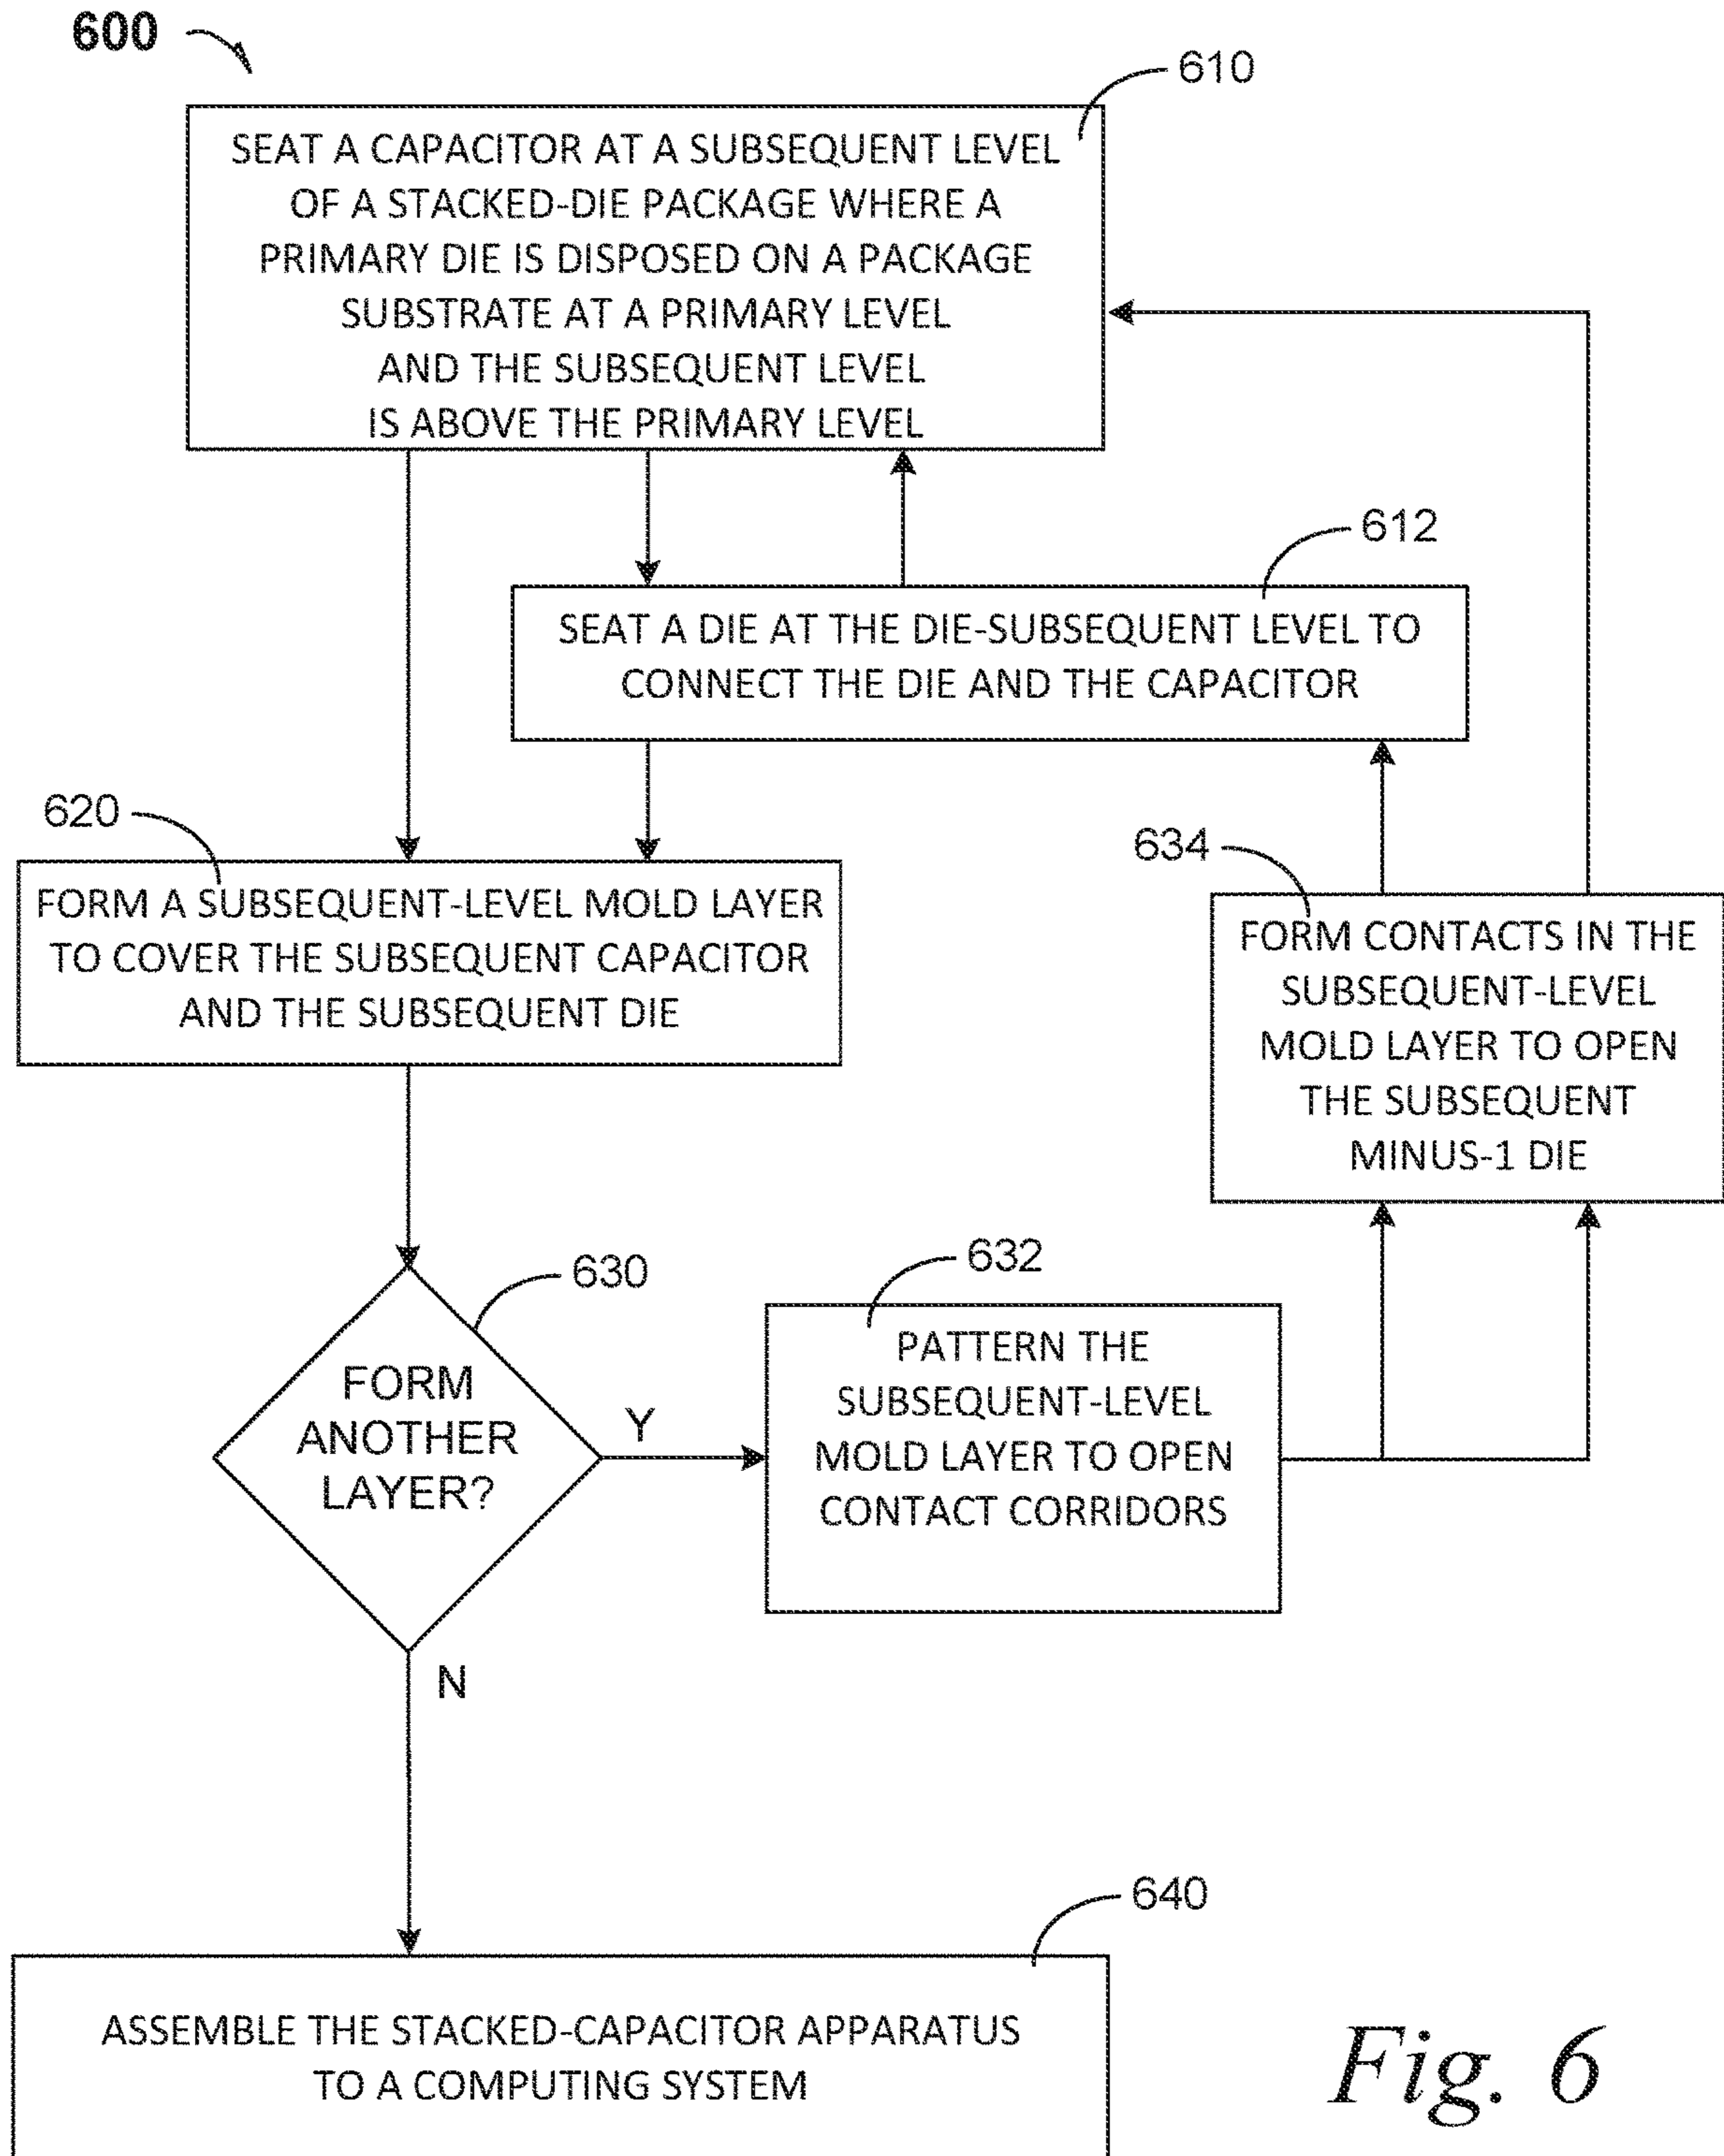 600
610
SEAT A CAPACITOR AT A SUBSEQUENT LEVEL
OF A STACKED-DIE PACKAGE WHERE A
PRIMARY DIE IS DISPOSED ON A PACKAGE
SUBSTRATE AT A PRIMARY LEVEL
AND THE SUBSEQUENT LEVEL
IS ABOVE THE PRIMARY LEVEL
612
SEAT A DIE AT THE DIE-SUBSEQUENT LEVEL TO
CONNECT THE DIE AND THE CAPACITOR
620
FORM A SUBSEQUENT-LEVEL MOLD LAYER
TO COVER THE SUBSEQUENT CAPACITOR
AND THE SUBSEQUENT DIE
634
FORM CONTACTS IN THE
SUBSEQUENT-LEVEL
MOLD LAYER TO OPEN
THE SUBSEQUENT
MINUS-1 DIE
630
FORM
ANOTHER
LAYER?
Y
N
632
PATTERN THE
SUBSEQUENT-LEVEL
MOLD LAYER TO OPEN
CONTACT CORRIDORS
640
ASSEMBLE THE STACKED-CAPACITOR APPARATUS
TO A COMPUTING SYSTEM
Fig. 6